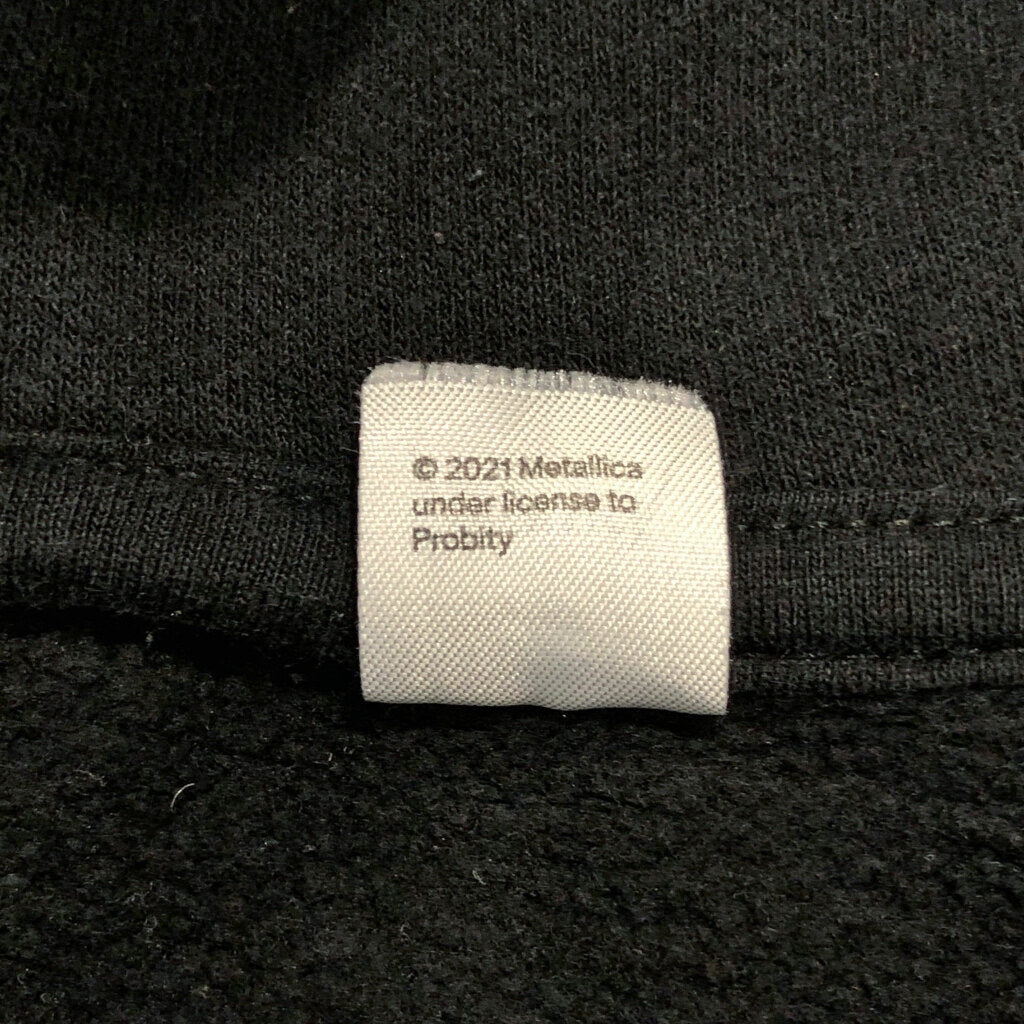 © 2021 Metallica
under license to
Probity